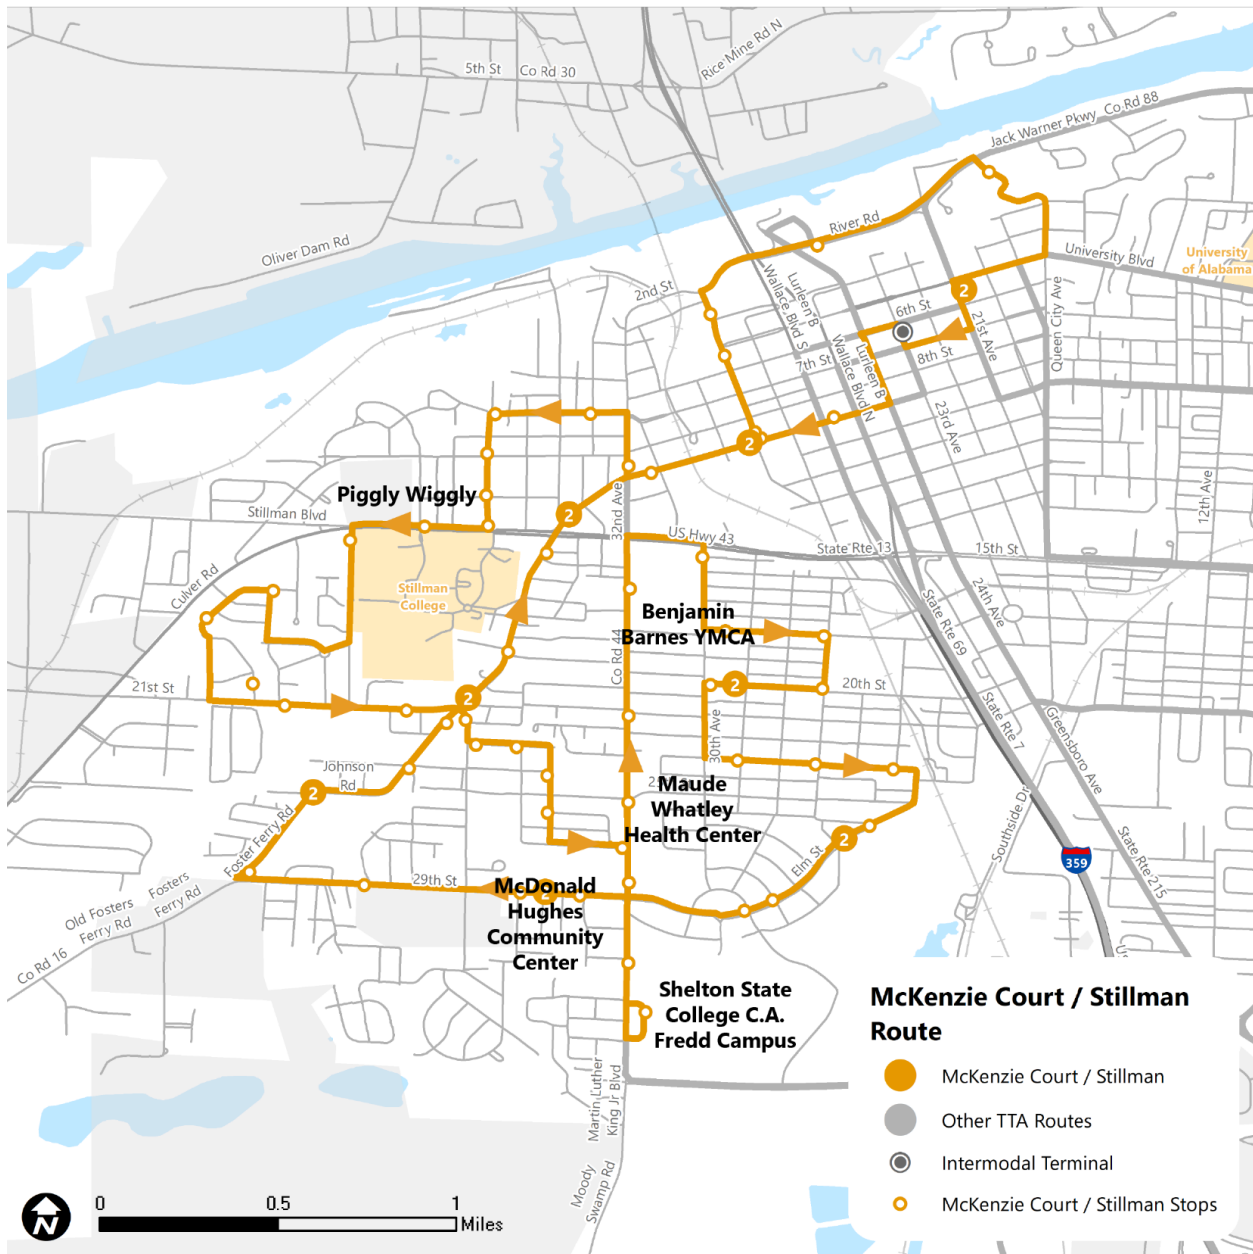 5th St
Co Rd 30
Rice Mine Rd N
Jack Warner Pkwy
Co Rd 88
River Rd
Oliver Dam Rd
University Blvd
University
of Alabama
2nd St
Lurleen B
Wallace Blvd S
6th St
2
21st Ave
Queen City Ave
7th St
8th St
Lurleen B
Wallace Blvd N
23rd Ave
2
12th Ave
Piggly Wiggly
Stillman Blvd
2
32nd Ave
US Hwy 43
State Rte 13
15th St
Culver Rd
Stillman
College
Benjamin
Barnes YMCA
24th Ave
State Rte 69
Co Rd 44
21st St
2
2
20th St
30th Ave
State Rte 7
Greensboro Ave
Johnson
Rd
2
Maude
Whatley
Health Center
Foster Ferry Rd
Elm St
2
Southside Dr
359
State Rte 215
29th St
2
McDonald
Hughes
Community
Center
Fosters
Ferry Rd
Old Fosters
Ferry Rd
Co Rd 16
Shelton State
College C.A.
Fredd Campus
Martin Luther
King Jr Blvd
Moody
Swamp Rd
McKenzie Court / Stillman
Route
McKenzie Court / Stillman
Other TTA Routes
Intermodal Terminal
McKenzie Court / Stillman Stops
N
0 0.5 1
Miles